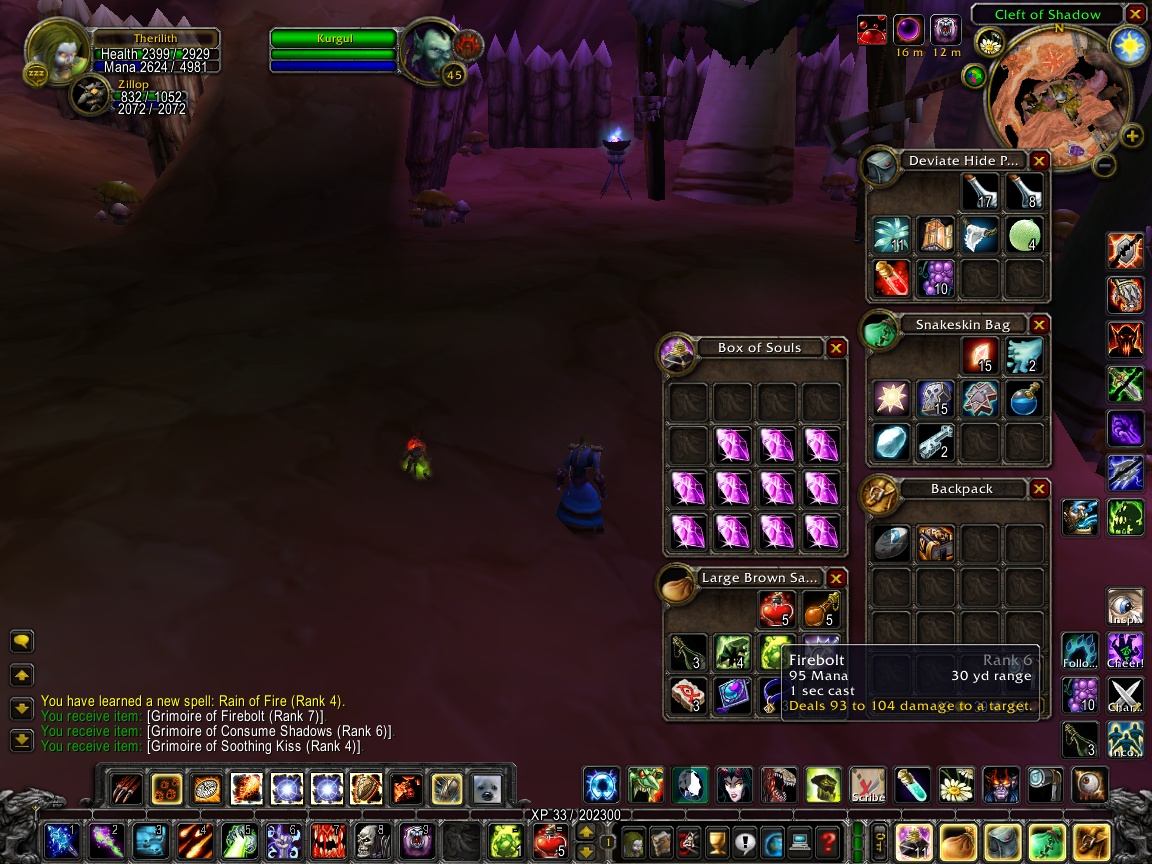 Therilith
Health 2399 / 2929
Mana 2624 / 4981
Zillop
832 / 1052
2072 / 2072
zzz
Kurgul
45
16 m
12 m
Cleft of Shadow
N
Deviate Hide P...
17
8
11
4
10
Snakeskin Bag
15
2
15
2
Box of Souls
Backpack
Large Brown Sa...
5
5
3
4
3
Firebolt Rank 6
95 Mana 30 yd range
1 sec cast
Deals 93 to 104 damage to a target.
Insp
Follo...
Cheer!
10
Char...
3
You have learned a new spell: Rain of Fire (Rank 4).
You receive item: [Grimoire of Firebolt (Rank 7)].
You receive item: [Grimoire of Consume Shadows (Rank 6)].
You receive item: [Grimoire of Soothing Kiss (Rank 4)].
Scribe
XP 33 / 202300
1
2
3
4
5
6
7
8
9
=
5
1
11